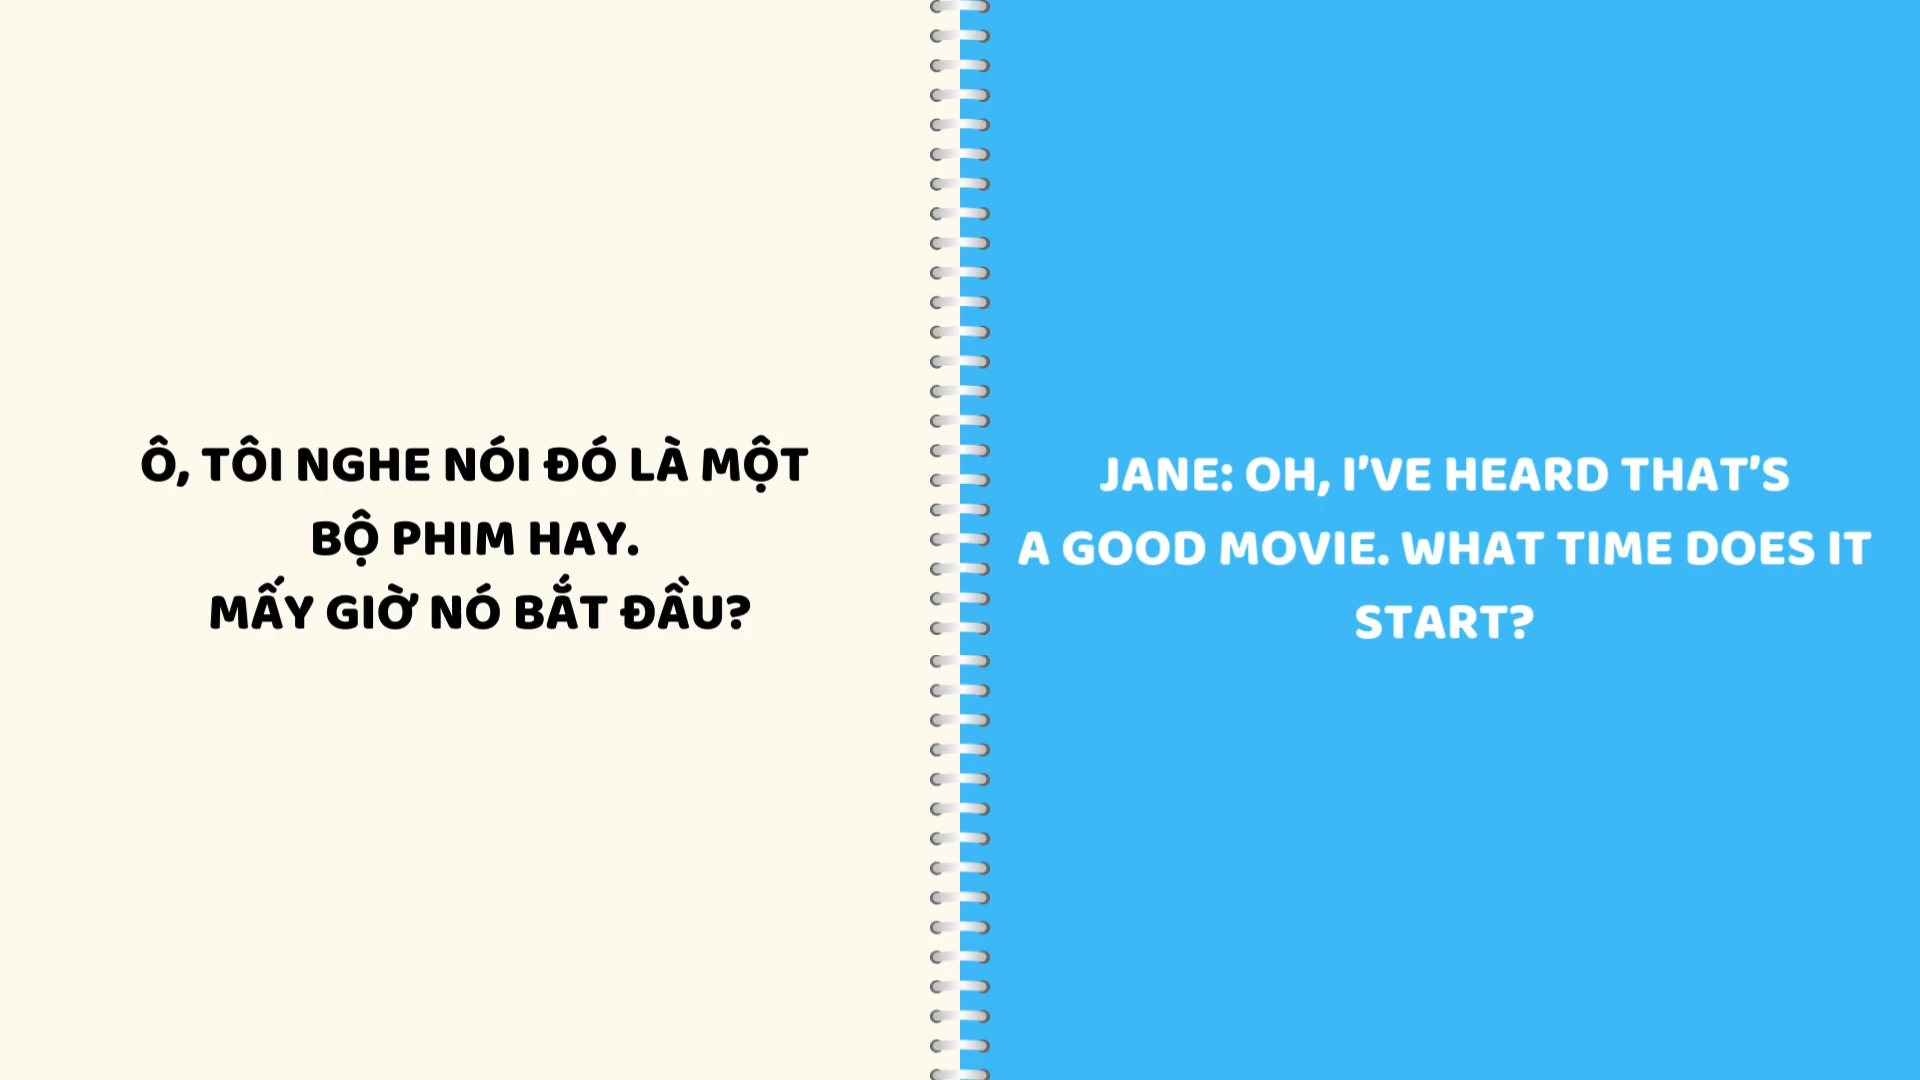 Ô, TÔI NGHE NÓI ĐÓ LÀ MỘT
BỘ PHIM HAY.
MẤY GIỜ NÓ BẮT ĐẦU?
JANE: OH, I'VE HEARD THAT'S
A GOOD MOVIE. WHAT TIME DOES IT
START?